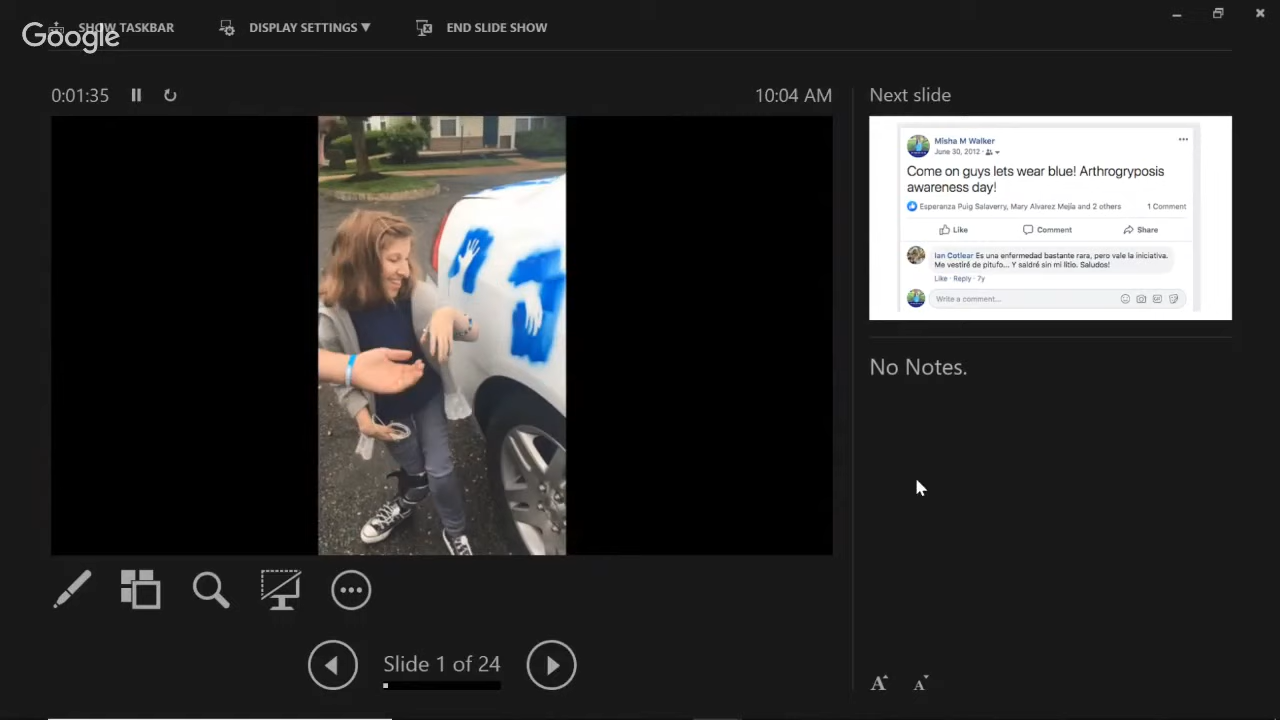 SHOW TASKBAR
DISPLAY SETTINGS ▼
END SLIDE SHOW
Google
0:01:35
10:04 AM
Next slide
Misha M Walker
June 30, 2012
Come on guys lets wear blue! Arthrogryposis
awareness day!
Esperanza Puig Salaverry, Mary Alvarez Mejía and 2 others 1 Comment
Like Comment Share
Ian Cotlear Es una enfermedad bastante rara, pero vale la iniciativa.
Me vestiré de pitufo... Y saldré sin mi litio. Saludos!
Like · Reply · 7y
Write a comment...
No Notes.
Slide 1 of 24
A A